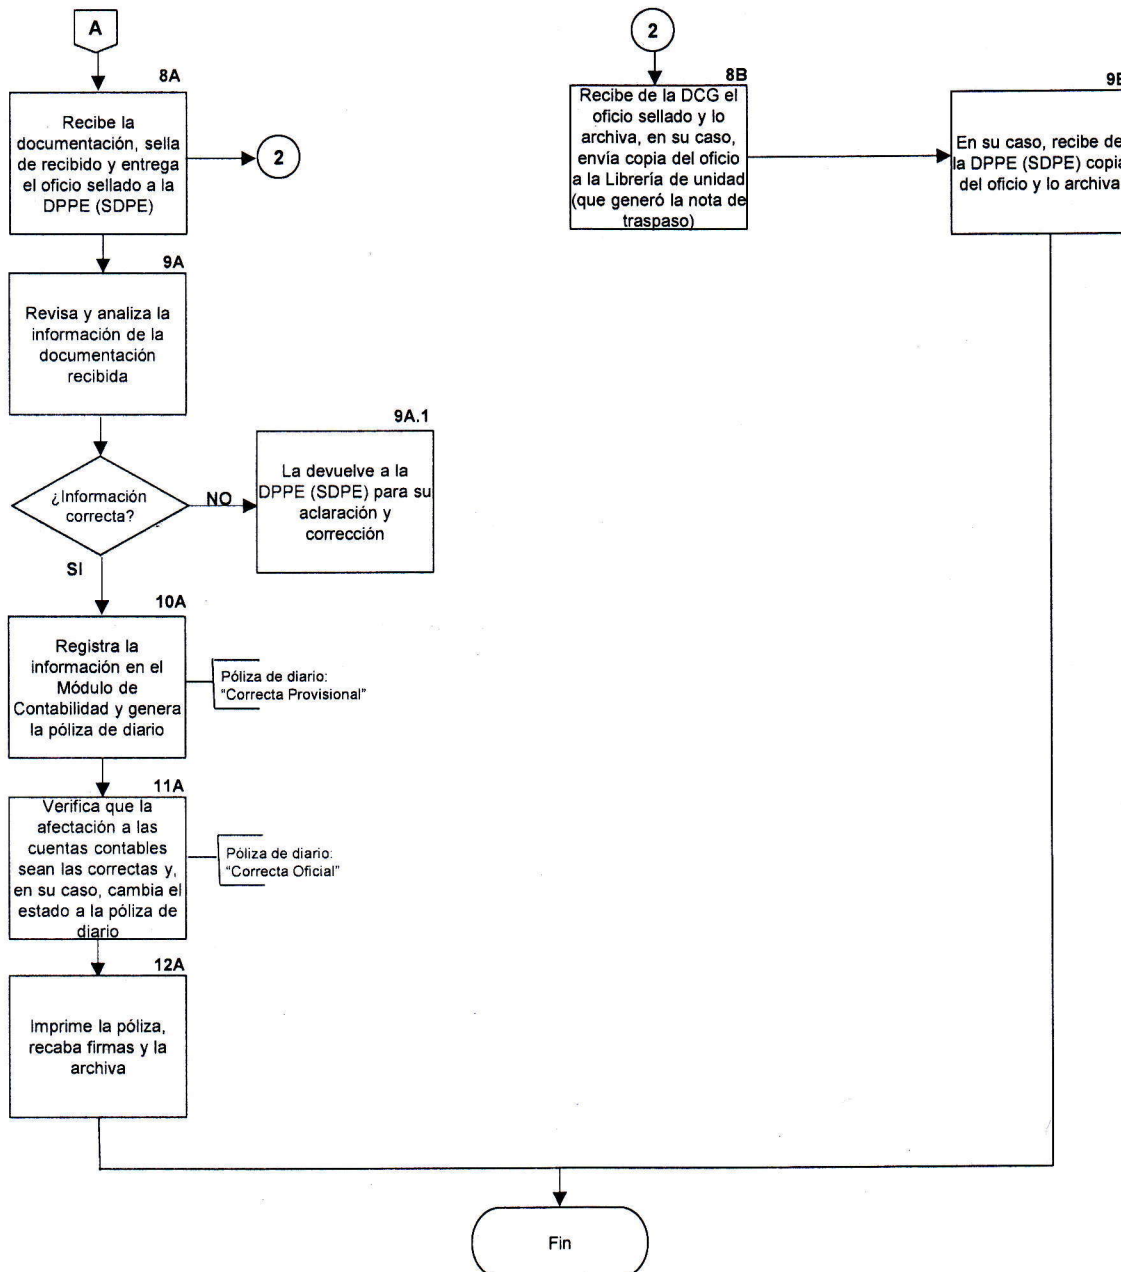 A
8A
Recibe la
documentación, sella
de recibido y entrega
el oficio sellado a la
DPPE (SDPE)
2
9A
Revisa y analiza la
información de la
documentación
recibida
¿Información
correcta?
NO
SI
9A.1
La devuelve a la
DPPE (SDPE) para su
aclaración y
corrección
10A
Registra la
información en el
Módulo de
Contabilidad y genera
la póliza de diario
Póliza de diario:
"Correcta Provisional"
11A
Verifica que la
afectación a las
cuentas contables
sean las correctas y,
en su caso, cambia el
estado a la póliza de
diario
Póliza de diario:
"Correcta Oficial"
12A
Imprime la póliza,
recaba firmas y la
archiva
2
8B
Recibe de la DCG el
oficio sellado y lo
archiva, en su caso,
envía copia del oficio
a la Librería de unidad
(que generó la nota de
traspaso)
En su caso, recibe de
la DPPE (SDPE) copia
del oficio y lo archiva
Fin